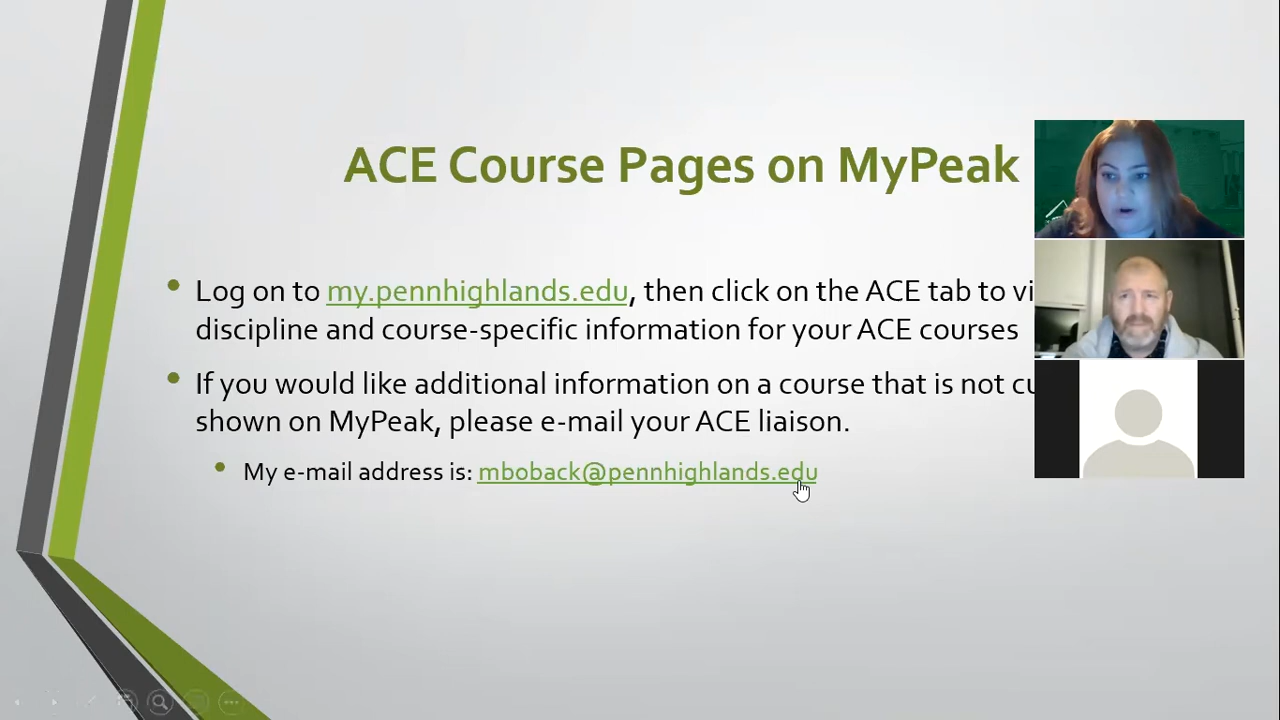 ACE Course Pages on MyPeak
Log on to my.pennhighlands.edu, then click on the ACE tab to
discipline and course-specific information for your ACE courses
If you would like additional information on a course that is not
shown on MyPeak, please e-mail your ACE liaison.
My e-mail address is: mboback@pennhighlands.edu